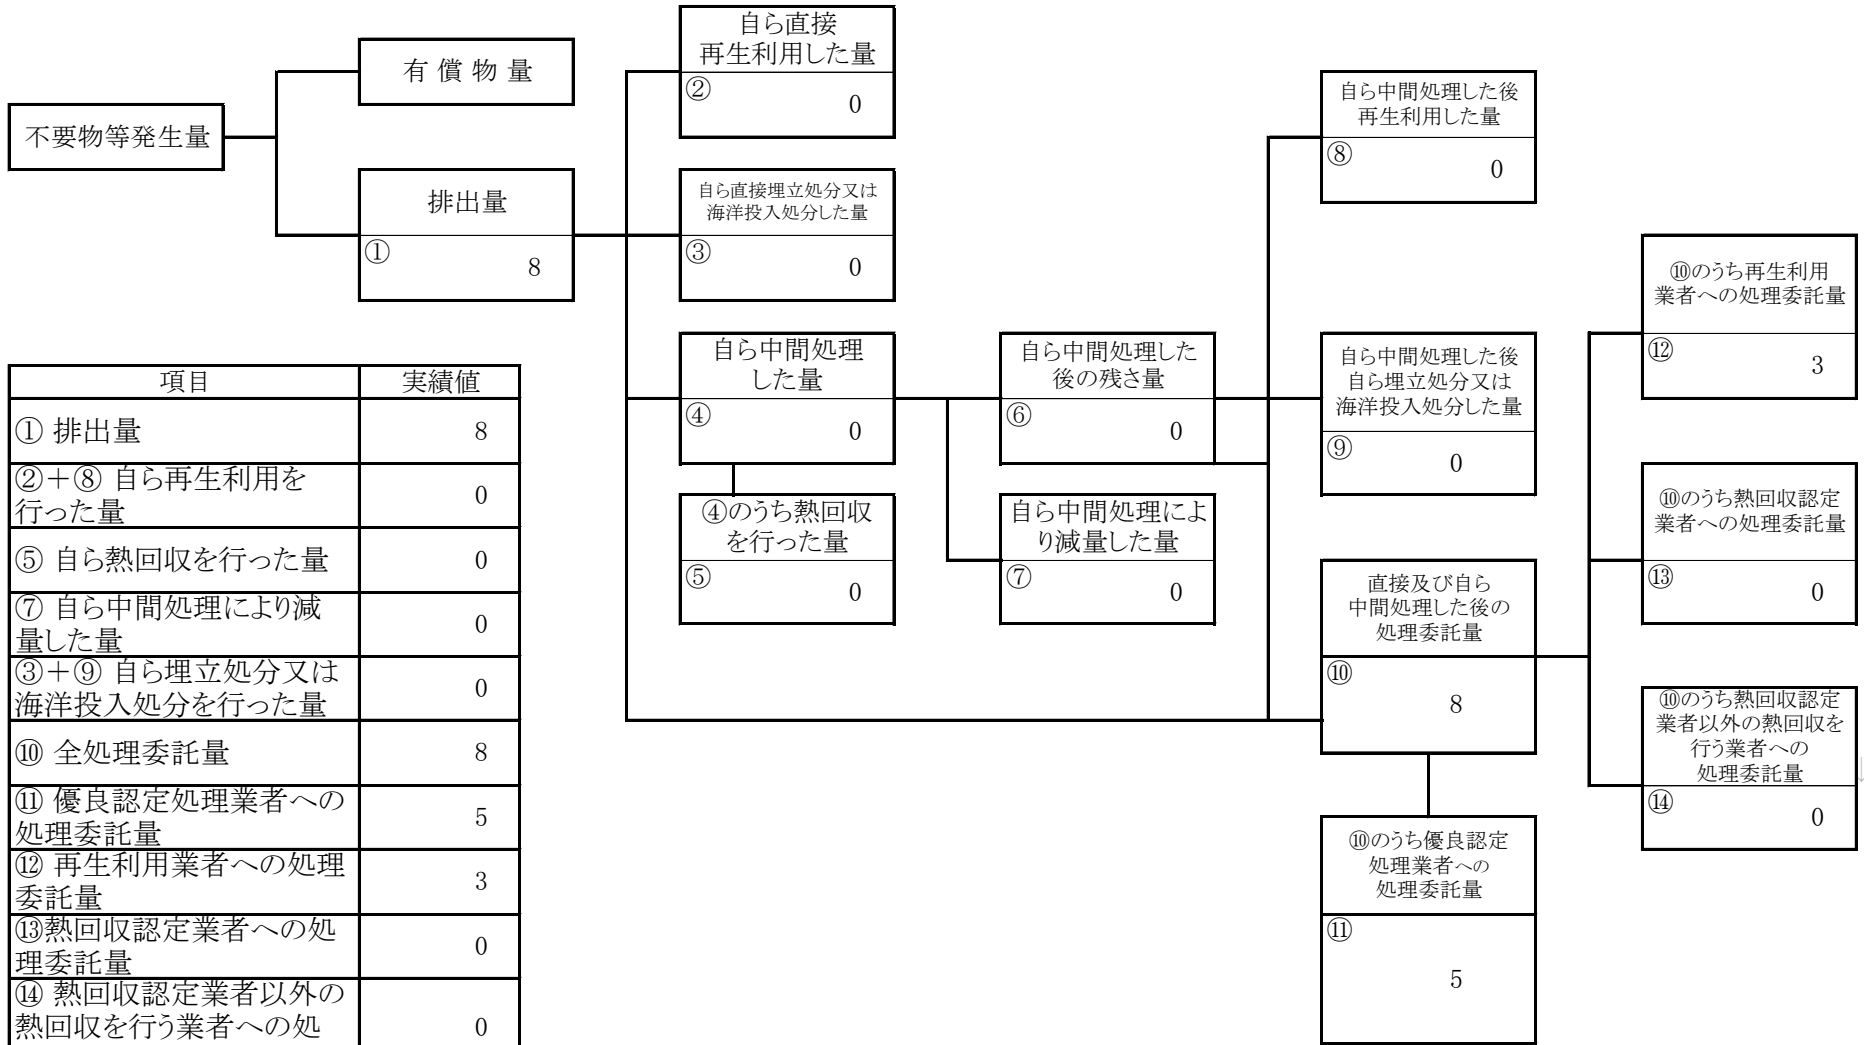 自ら直接
再生利用した量
②
0
有 償 物 量
不要物等発生量
排出量
①
8
自ら直接埋立処分又は
海洋投入処分した量
③
0
自ら中間処理した後
再生利用した量
⑧
0
自ら中間処理
した量
④
0
自ら中間処理した
後の残さ量
⑥
0
自ら中間処理した後
自ら埋立処分又は
海洋投入処分した量
⑨
0
④のうち熱回収
を行った量
⑤
0
自ら中間処理によ
り減量した量
⑦
0
直接及び自ら
中間処理した後の
処理委託量
⑩
8
⑩のうち優良認定
処理業者への
処理委託量
⑪
5
⑩のうち再生利用
業者への処理委託量
⑫
3
⑩のうち熱回収認定
業者への処理委託量
⑬
0
⑩のうち熱回収認定
業者以外の熱回収を
行う業者への
処理委託量
⑭
0
項目 実績値
① 排出量 8
②+⑧ 自ら再生利用を
行った量 0
⑤ 自ら熱回収を行った量 0
⑦ 自ら中間処理により減
量した量 0
③+⑨ 自ら埋立処分又は
海洋投入処分を行った量 0
⑩ 全処理委託量 8
⑪ 優良認定処理業者への
処理委託量 5
⑫ 再生利用業者への処理
委託量 3
⑬熱回収認定業者への処
理委託量 0
⑭ 熱回収認定業者以外の
熱回収を行う業者への処 0